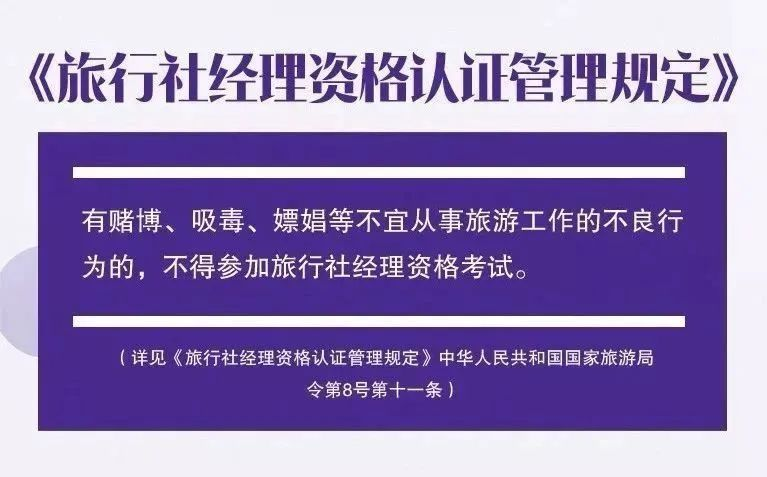 《旅行社经理资格认证管理规定》
有赌博、吸毒、嫖娼等不宜从事旅游工作的不良行
为的，不得参加旅行社经理资格考试。
（详见《旅行社经理资格认证管理规定》中华人民共和国国家旅游局
令第8号第十一条）